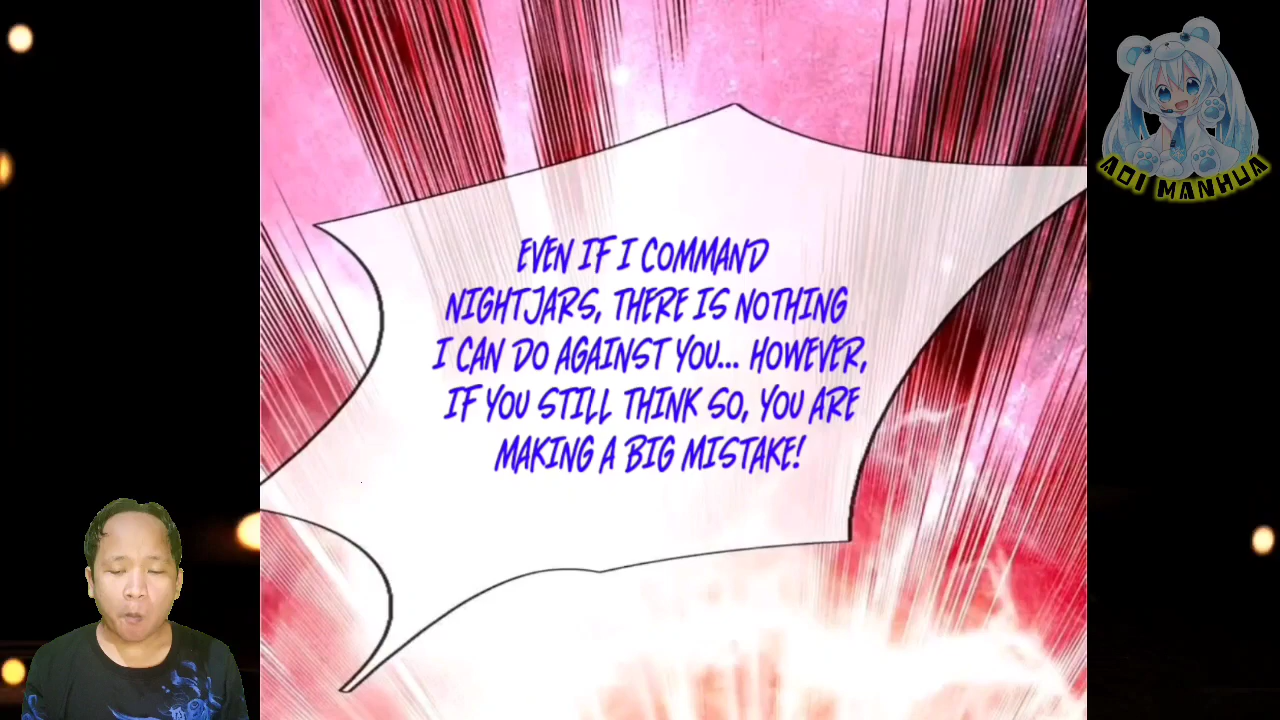 AOI MANHUA
EVEN IF I COMMAND
NIGHTJARS, THERE IS NOTHING
I CAN DO AGAINST YOU... HOWEVER,
IF YOU STILL THINK SO, YOU ARE
MAKING A BIG MISTAKE!